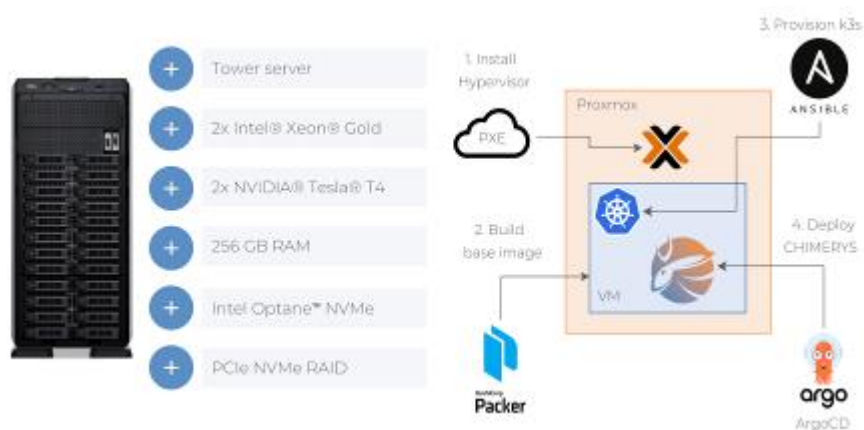 Tower server
2x Intel® Xeon® Gold
2x NVIDIA® Tesla® T4
256 GB RAM
Intel Optane™ NVMe
PCIe NVMe RAID
1. Install
Hypervisor
PXE
2. Build
base image
HashiCorp
Packer
Proxmox
VM
3. Provision k3s
A
ANSIBLE
4. Deploy
CHIMERYS
argo
ArgoCD